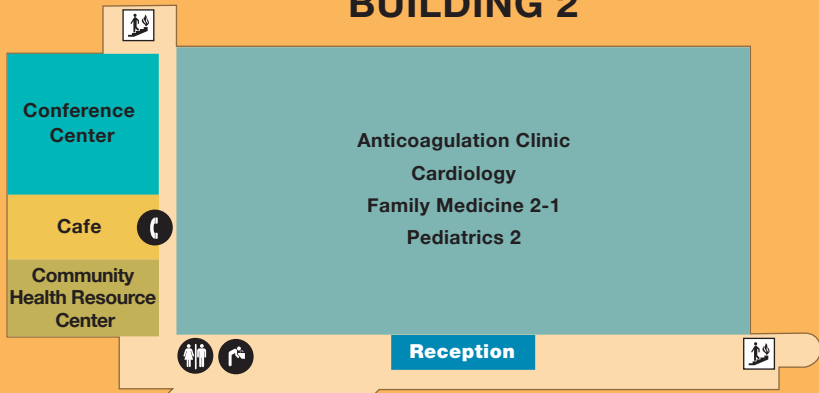 BUILDING 2
Conference
Center
Anticoagulation Clinic
Cardiology
Family Medicine 2-1
Pediatrics 2
Cafe
Community
Health Resource
Center
Reception